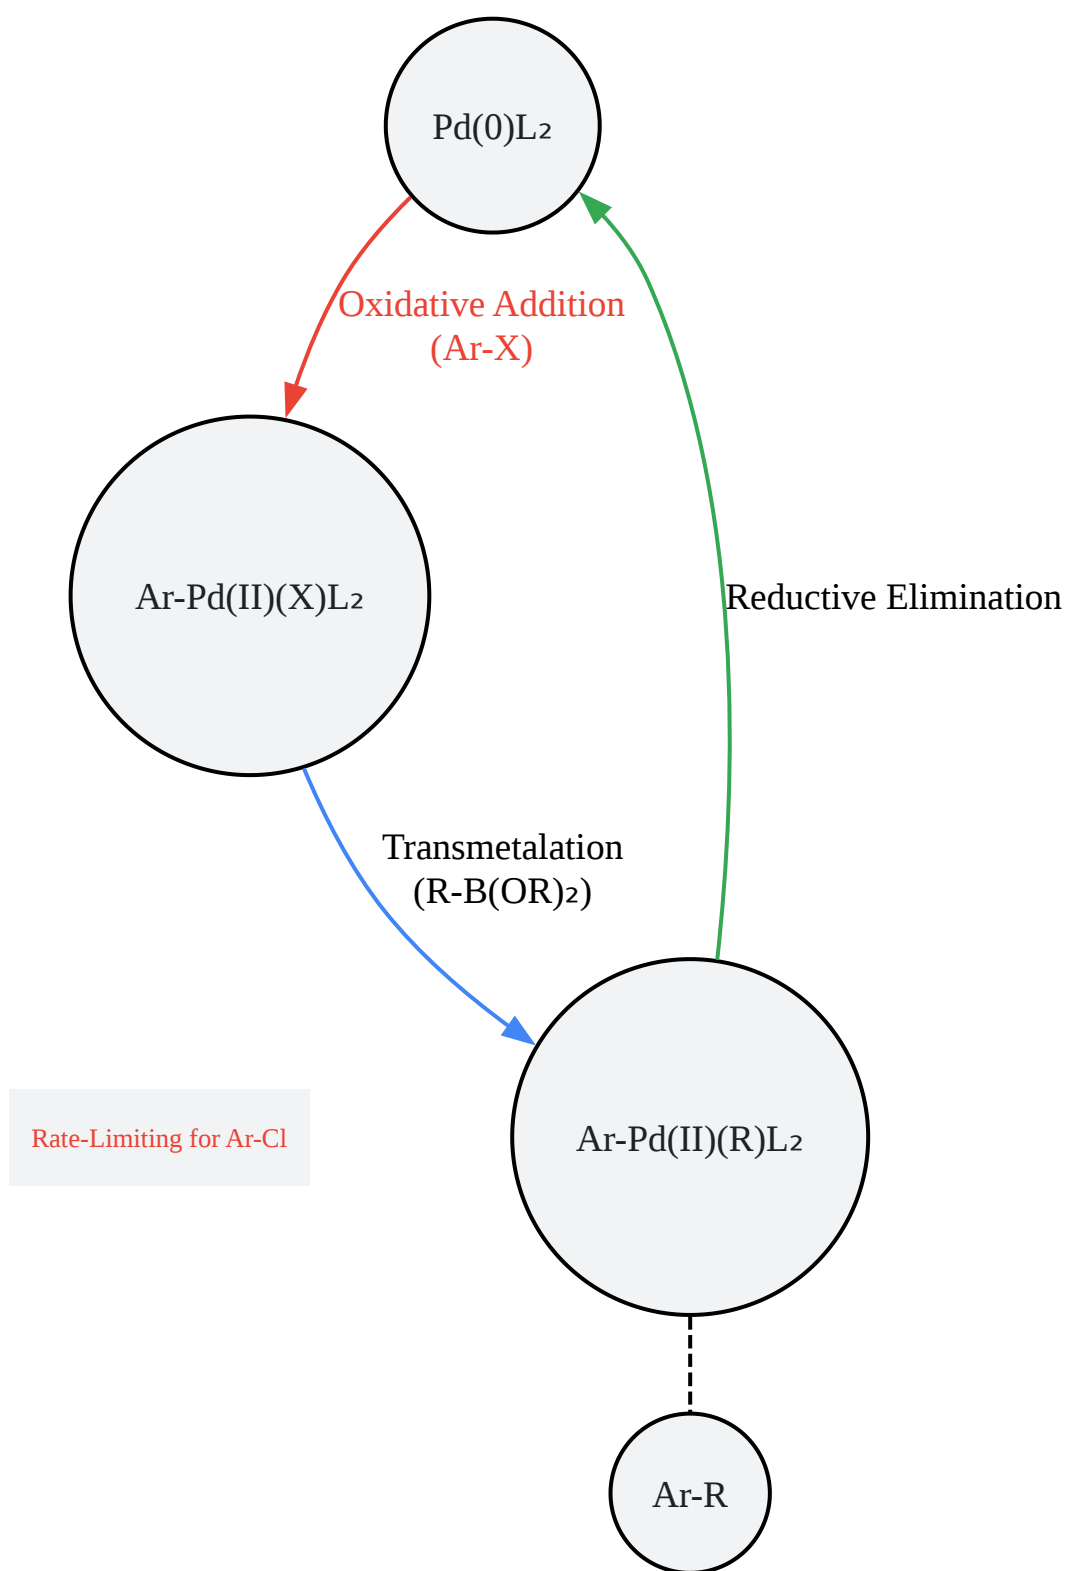 Pd(0)L₂
Oxidative Addition
(Ar-X)
Ar-Pd(II)(X)L₂
Reductive Elimination
Transmetalation
(R-B(OR)₂)
Rate-Limiting for Ar-Cl
Ar-Pd(II)(R)L₂
Ar-R